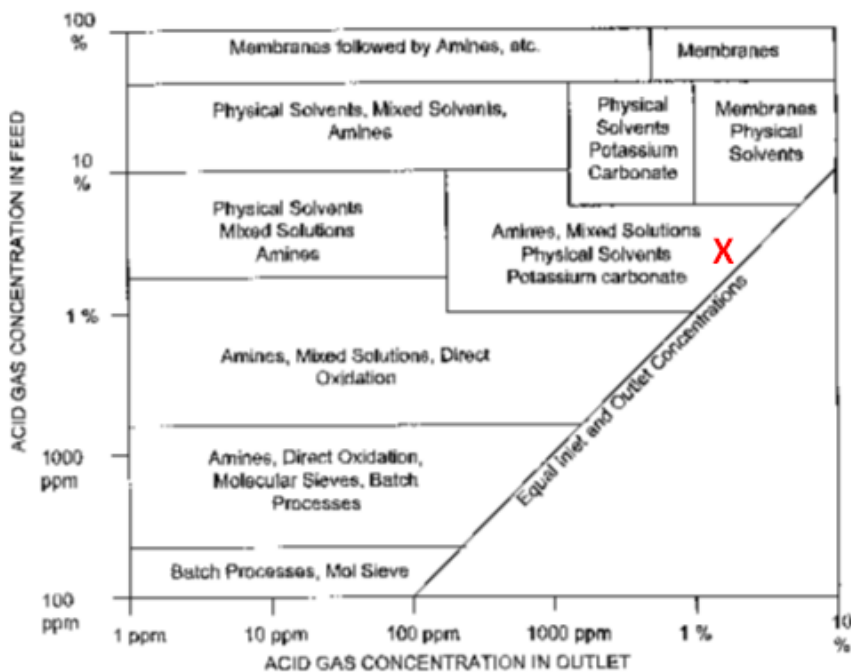 100
%
Membranes followed by Amines, etc.
Membranes
Physical Solvents, Mixed Solvents,
Amines
Physical
Solvents
Potassium
Carbonate
Membranes
Physical
Solvents
10
%
Physical Solvents
Mixed Solutions
Amines
Amines, Mixed Solutions
Physical Solvents
Potassium carbonate
X
ACID GAS CONCENTRATION IN FEED
1 %
Amines, Mixed Solutions, Direct
Oxidation
Equal Inlet and Outlet Concentrations
1000
ppm
Amines, Direct Oxidation,
Molecular Sieves, Batch
Processes
Batch Processes, Mol Sieve
100
ppm
1 ppm
10 ppm
100 ppm
1000 ppm
1 %
10
%
ACID GAS CONCENTRATION IN OUTLET